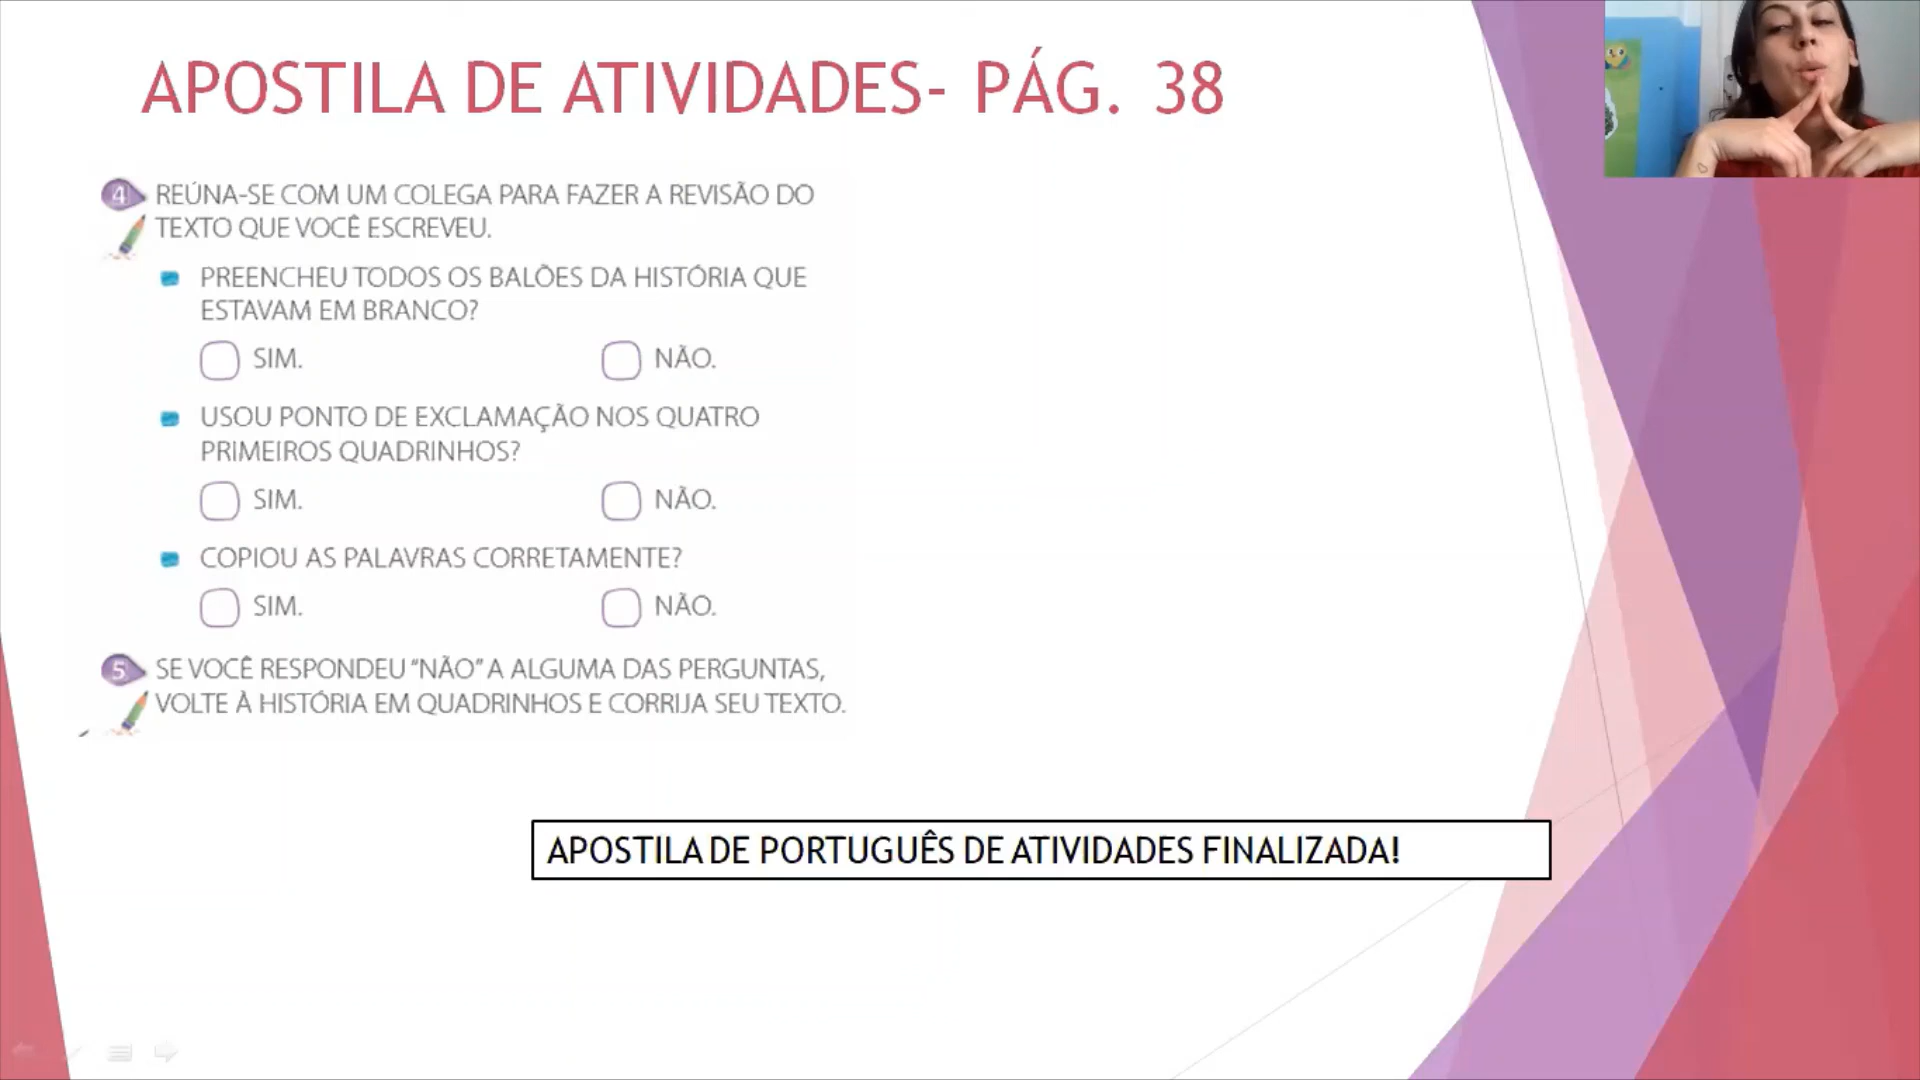 APOSTILA DE ATIVIDADES- PÁG. 38
4 REÚNA-SE COM UM COLEGA PARA FAZER A REVISÃO DO
TEXTO QUE VOCÊ ESCREVEU.
PREENCHEU TODOS OS BALÕES DA HISTÓRIA QUE
ESTAVAM EM BRANCO?
SIM. NÃO.
USOU PONTO DE EXCLAMAÇÃO NOS QUATRO
PRIMEIROS QUADRINHOS?
SIM. NÃO.
COPIOU AS PALAVRAS CORRETAMENTE?
SIM. NÃO.
5 SE VOCÊ RESPONDEU “NÃO” A ALGUMA DAS PERGUNTAS,
VOLTE À HISTÓRIA EM QUADRINHOS E CORRIJA SEU TEXTO.
APOSTILA DE PORTUGUÊS DE ATIVIDADES FINALIZADA!